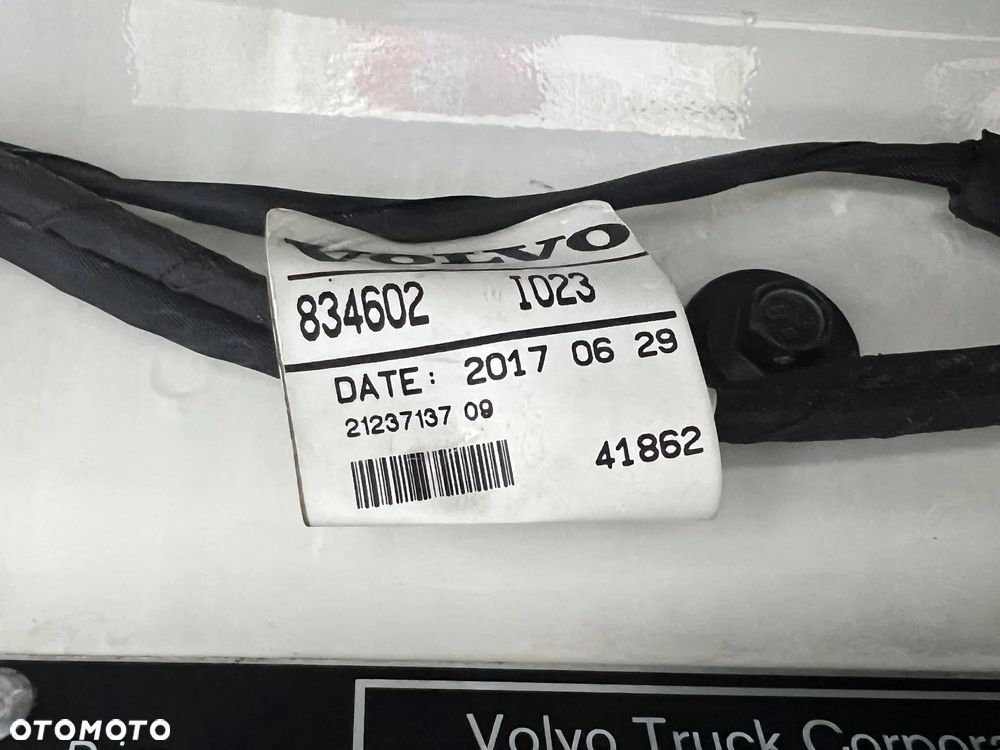 VOLVO
834602 I023
DATE: 2017 06 29
21237137 09
41862
Volvo Truck Corpora
OTOMOTO